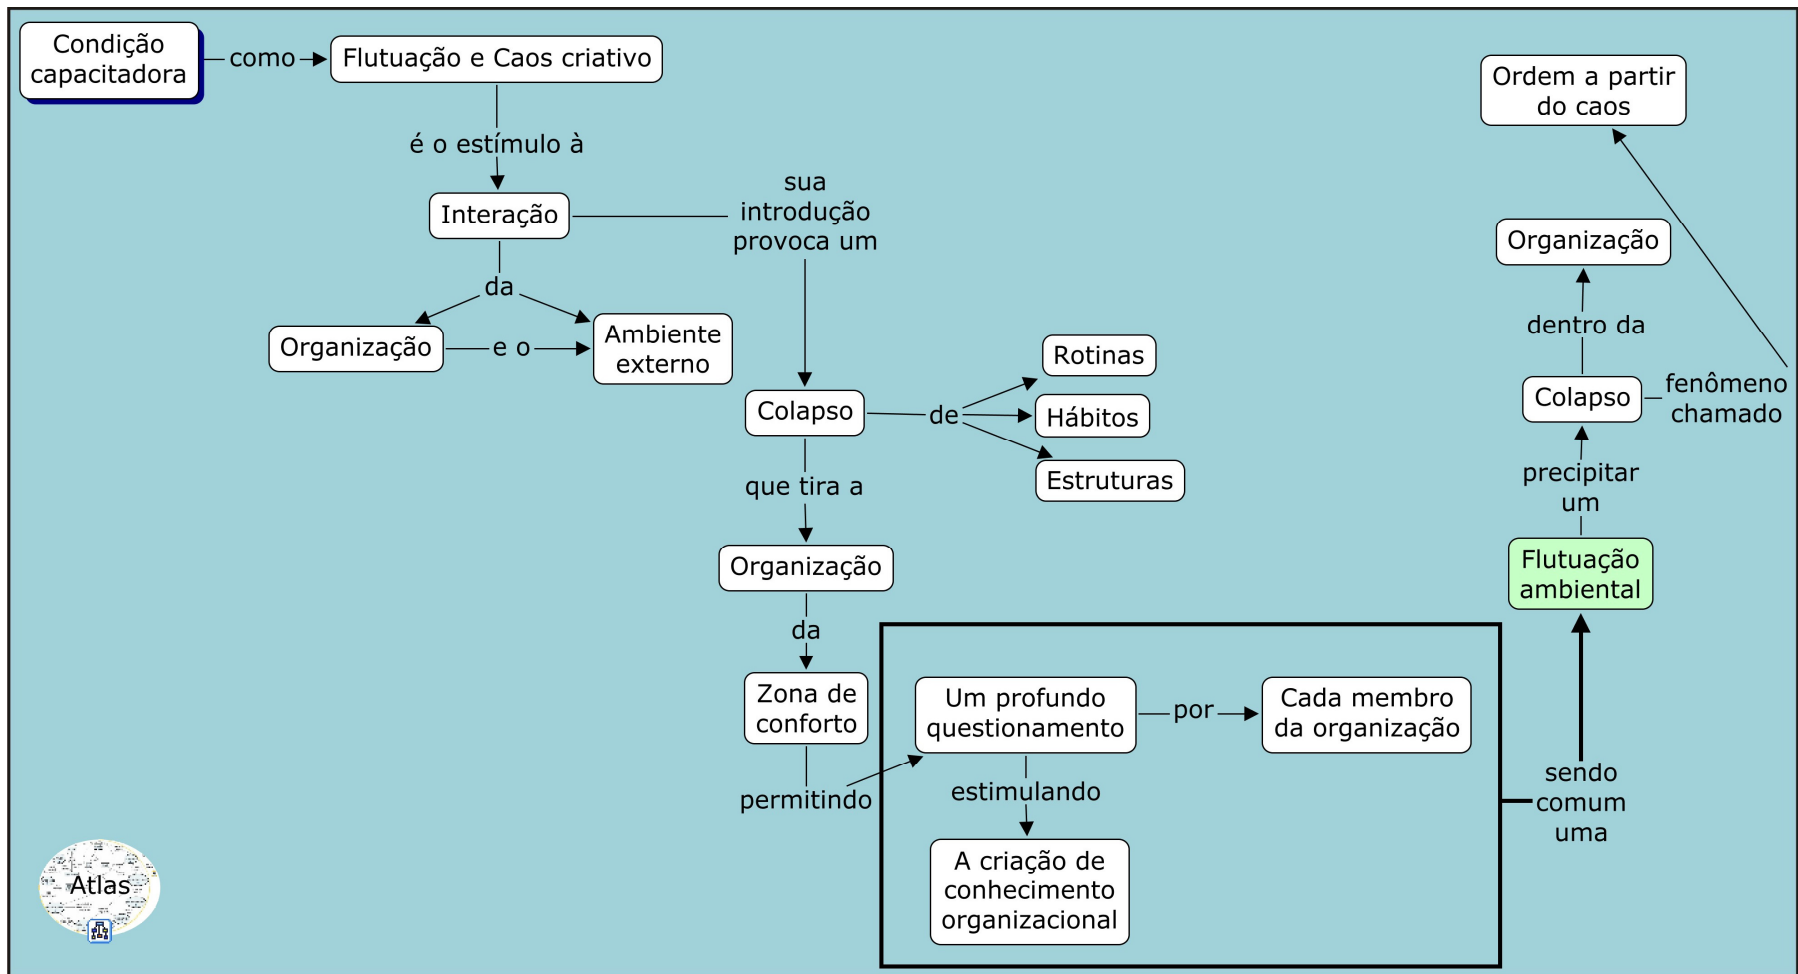 Condição
capacitadora
como
Flutuação e Caos criativo
é o estímulo à
Interação
da
Organização
e o
Ambiente
externo
sua
introdução
provoca um
Colapso
de
Rotinas
Hábitos
Estruturas
que tira a
Organização
da
Zona de
conforto
permitindo
Um profundo
questionamento
por
Cada membro
da organização
estimulando
A criação de
conhecimento
organizacional
sendo
comum
uma
Flutuação
ambiental
precipitar
um
Colapso
dentro da
Organização
fenômeno
chamado
Ordem a partir
do caos
Atlas